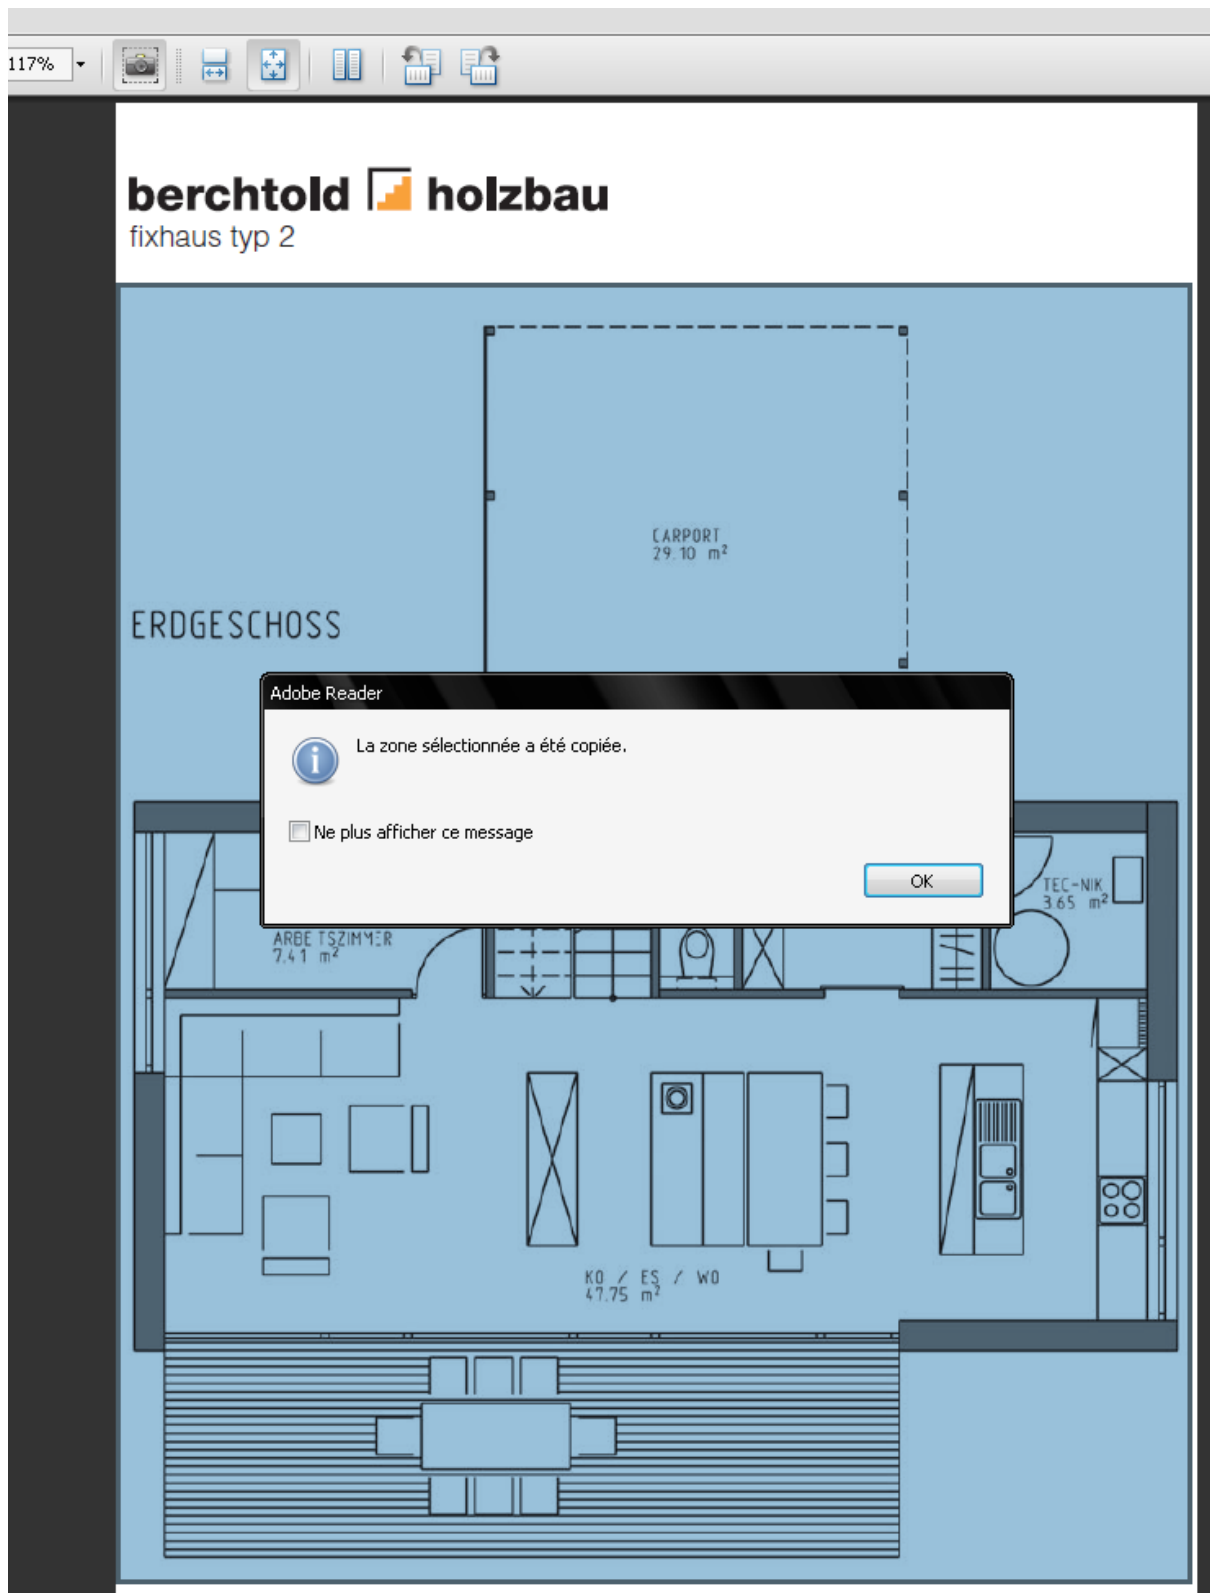 117%
berchtold holzbau
fixhaus typ 2
CARPORT
29.10 m²
ERDGESCHOSS
Adobe Reader
La zone sélectionnée a été copiée.
Ne plus afficher ce message
OK
TEC-NIK
3.65 m²
ARBEITSZIMMER
7.41 m²
KO / ES / WO
47.75 m²